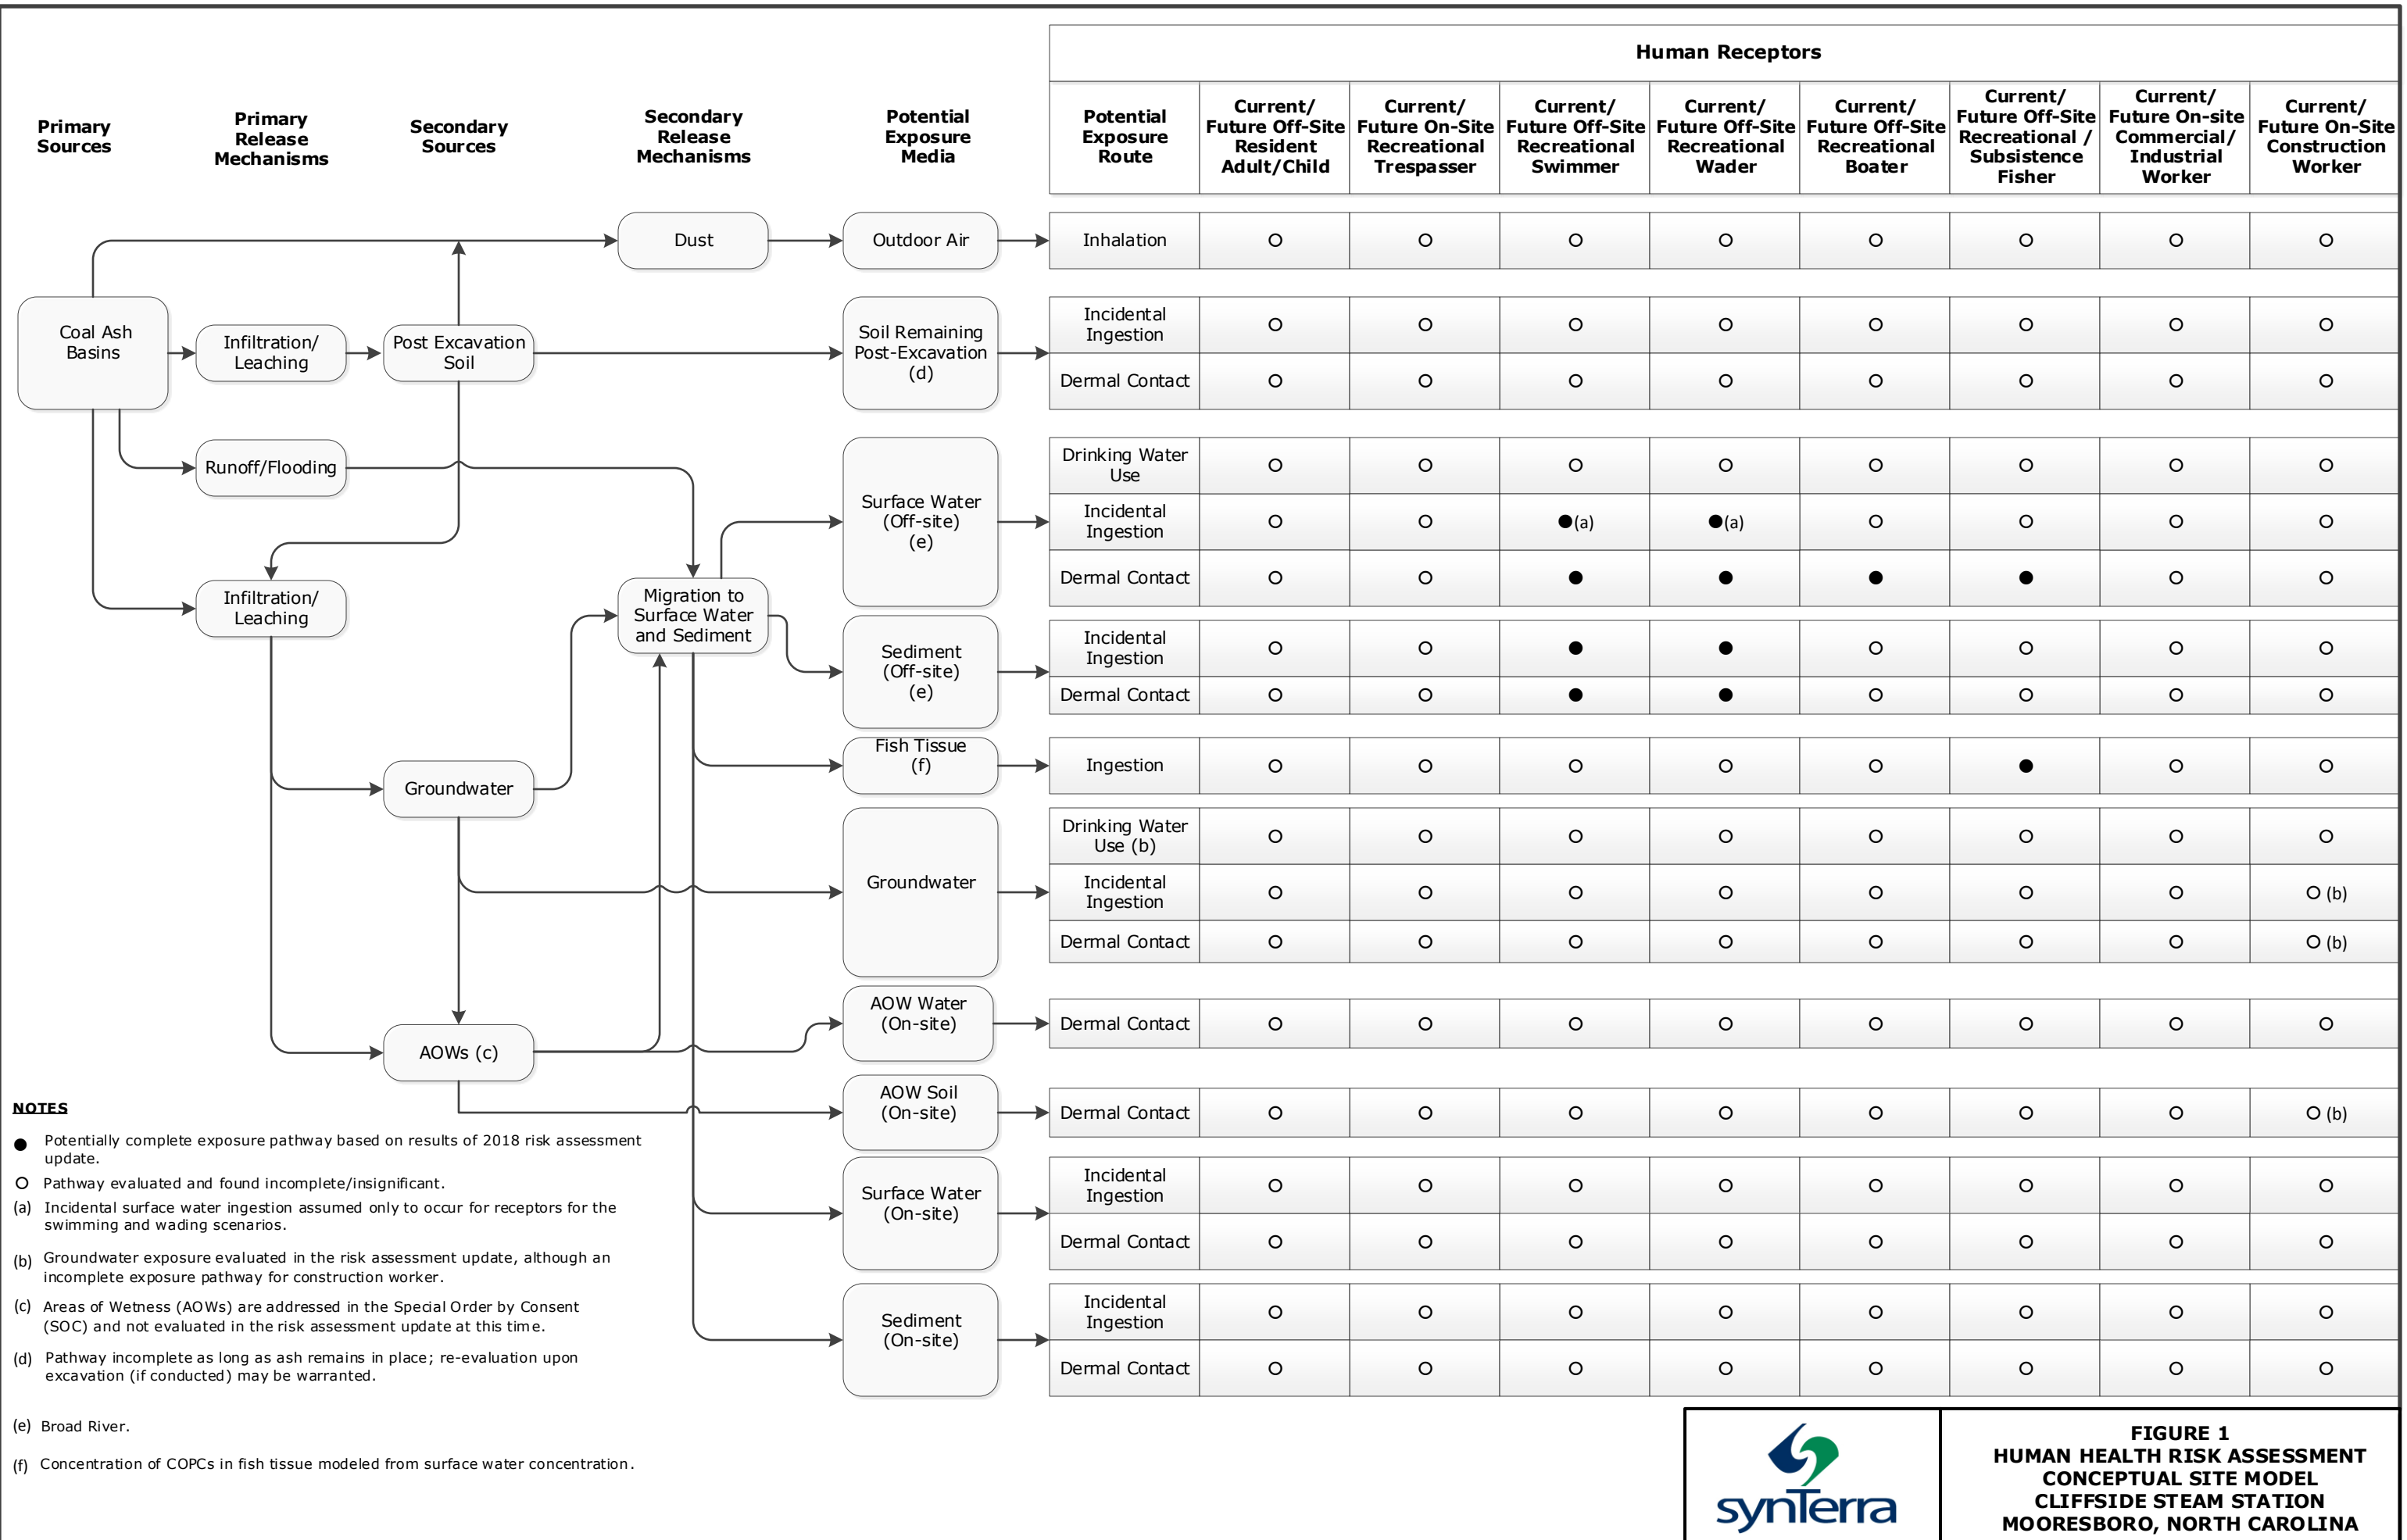 Human Receptors
Primary
Sources
Primary
Release
Mechanisms
Secondary
Sources
Secondary
Release
Mechanisms
Potential
Exposure
Media
Potential
Exposure
Route
Current/
Future Off-Site
Resident
Adult/Child
Current/
Future On-Site
Recreational
Trespasser
Current/
Future Off-Site
Recreational
Swimmer
Current/
Future Off-Site
Recreational
Wader
Current/
Future Off-Site
Recreational
Boater
Current/
Future Off-Site
Recreational /
Subsistence
Fisher
Current/
Future On-site
Commercial/
Industrial
Worker
Current/
Future On-Site
Construction
Worker
Dust
Outdoor Air
Inhalation
Coal Ash
Basins
Infiltration/
Leaching
Post Excavation
Soil
Soil Remaining
Post-Excavation
(d)
Incidental
Ingestion
Dermal Contact
Runoff/Flooding
Surface Water
(Off-site)
(e)
Drinking Water
Use
Incidental
Ingestion
(a)
(a)
Dermal Contact
Infiltration/
Leaching
Migration to
Surface Water
and Sediment
Sediment
(Off-site)
(e)
Incidental
Ingestion
Dermal Contact
Fish Tissue
(f)
Ingestion
Groundwater
Groundwater
Drinking Water
Use (b)
Incidental
Ingestion
(b)
Dermal Contact
(b)
AOWs (c)
AOW Water
(On-site)
Dermal Contact
AOW Soil
(On-site)
Dermal Contact
(b)
Surface Water
(On-site)
Incidental
Ingestion
Dermal Contact
Sediment
(On-site)
Incidental
Ingestion
Dermal Contact
NOTES
Potentially complete exposure pathway based on results of 2018 risk assessment
update.
Pathway evaluated and found incomplete/insignificant.
(a) Incidental surface water ingestion assumed only to occur for receptors for the
swimming and wading scenarios.
(b) Groundwater exposure evaluated in the risk assessment update, although an
incomplete exposure pathway for construction worker.
(c) Areas of Wetness (AOWs) are addressed in the Special Order by Consent
(SOC) and not evaluated in the risk assessment update at this time.
(d) Pathway incomplete as long as ash remains in place; re-evaluation upon
excavation (if conducted) may be warranted.
(e) Broad River.
(f) Concentration of COPCs in fish tissue modeled from surface water concentration.
synTerra
FIGURE 1
HUMAN HEALTH RISK ASSESSMENT
CONCEPTUAL SITE MODEL
CLIFFSIDE STEAM STATION
MOORESBORO, NORTH CAROLINA